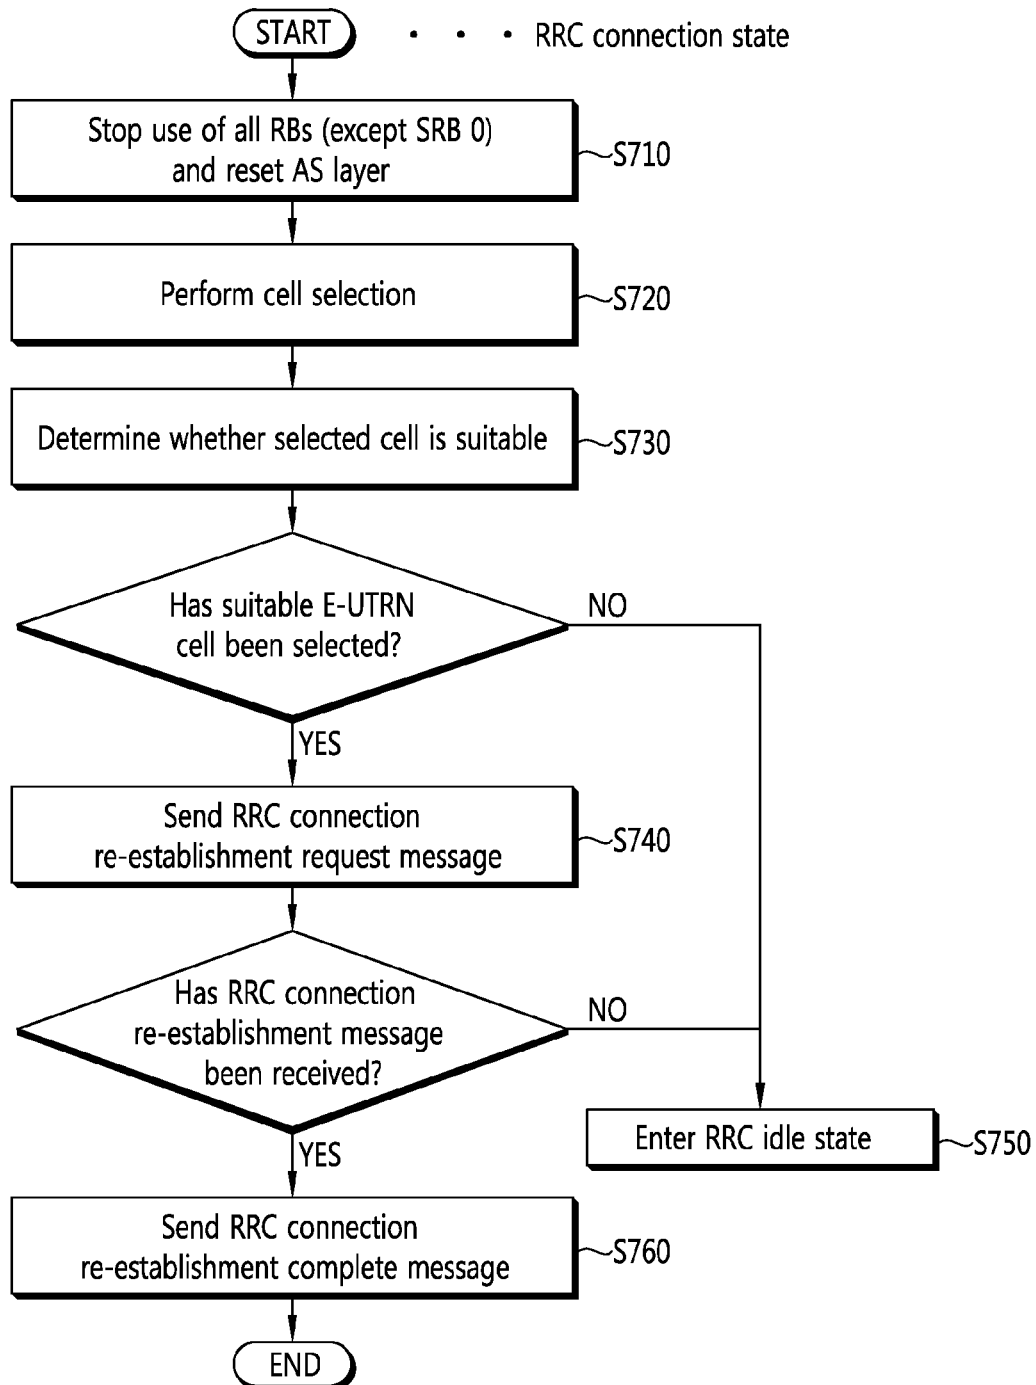 START · · · RRC connection state
Stop use of all RBs (except SRB 0)
and reset AS layer
S710
Perform cell selection
S720
Determine whether selected cell is suitable
S730
Has suitable E-UTRN
cell been selected?
NO
YES
Send RRC connection
re-establishment request message
S740
Has RRC connection
re-establishment message
been received?
NO
YES
Enter RRC idle state
S750
Send RRC connection
re-establishment complete message
S760
END